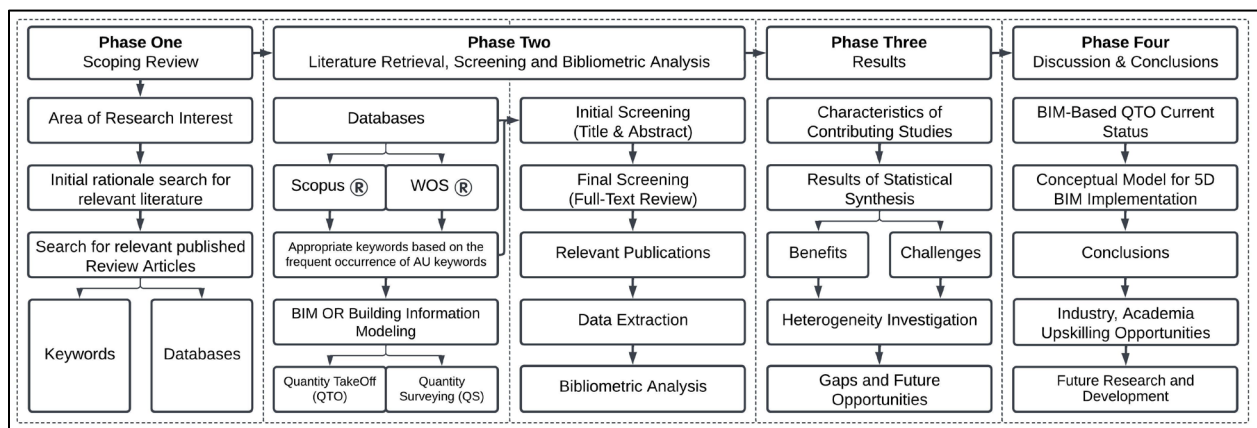 Phase One
Scoping Review
Area of Research Interest
Initial rationale search for
relevant literature
Search for relevant published
Review Articles
Keywords
Databases
Phase Two
Literature Retrieval, Screening and Bibliometric Analysis
Databases
Scopus ®
WOS ®
Appropriate keywords based on the
frequent occurrence of AU keywords
BIM OR Building Information
Modeling
Quantity TakeOff
(QTO)
Quantity
Surveying (QS)
Initial Screening
(Title & Abstract)
Final Screening
(Full-Text Review)
Relevant Publications
Data Extraction
Bibliometric Analysis
Phase Three
Results
Characteristics of
Contributing Studies
Results of Statistical
Synthesis
Benefits
Challenges
Heterogeneity Investigation
Gaps and Future
Opportunities
Phase Four
Discussion & Conclusions
BIM-Based QTO Current
Status
Conceptual Model for 5D
BIM Implementation
Conclusions
Industry, Academia
Upskilling Opportunities
Future Research and
Development